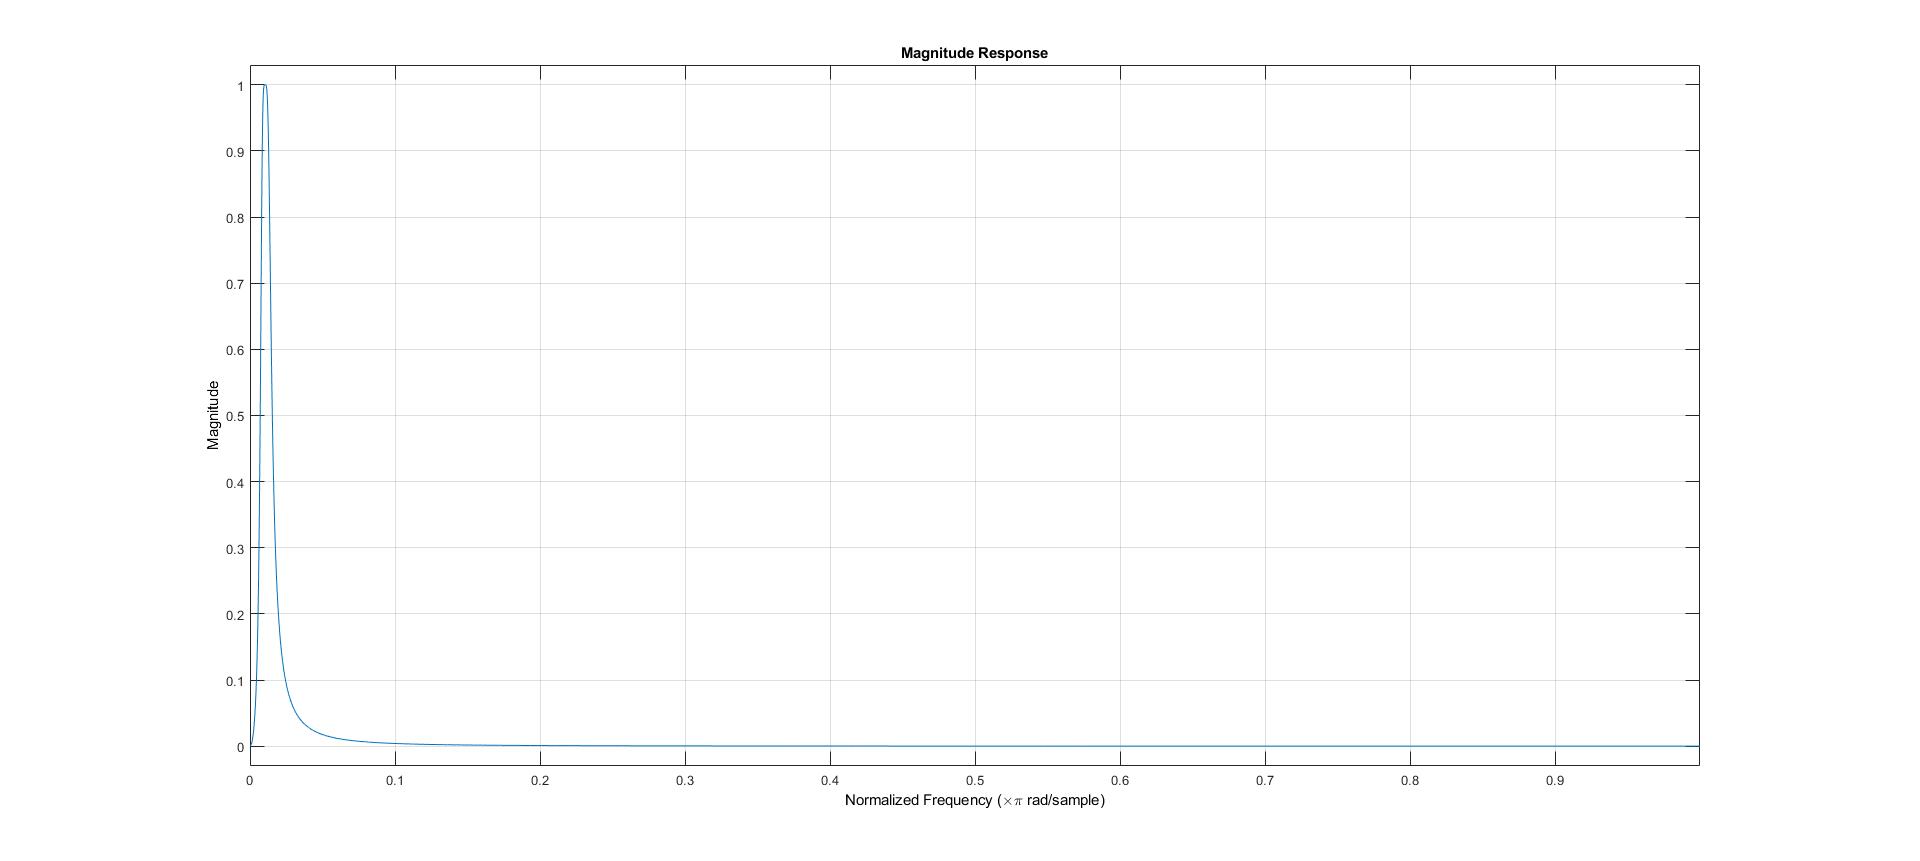 Magnitude Response
1
0.9
0.8
0.7
0.6
0.5
0.4
0.3
0.2
0.1
0
Magnitude
0 0.1 0.2 0.3 0.4 0.5 0.6 0.7 0.8 0.9
Normalized Frequency (×π rad/sample)